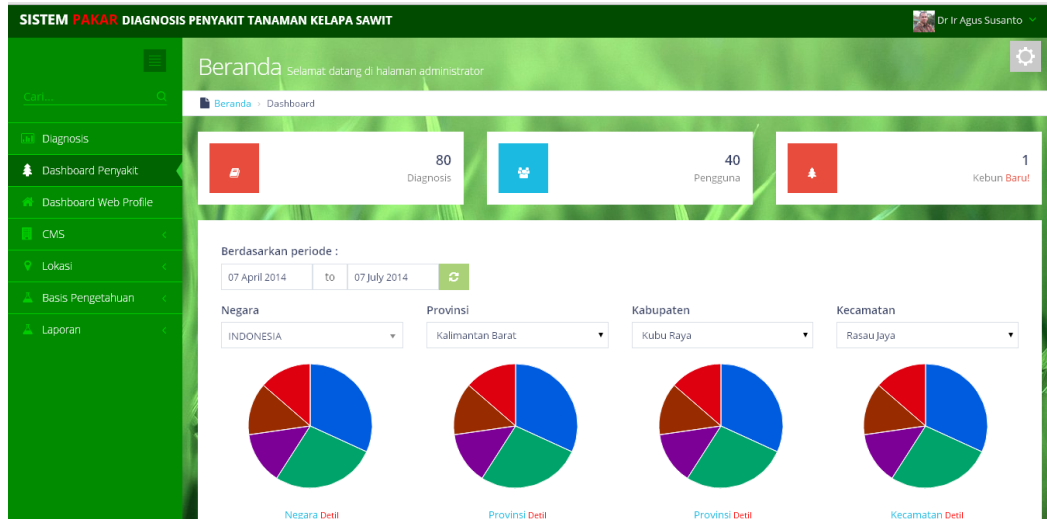 SISTEM PAKAR DIAGNOSIS PENYAKIT TANAMAN KELAPA SAWIT
Dr Ir Agus Susanto
Cari...
Diagnosis
Dashboard Penyakit
Dashboard Web Profile
CMS
Lokasi
Basis Pengetahuan
Laporan
Beranda Selamat datang di halaman administrator
Beranda Dashboard
80
Diagnosis
40
Pengguna
1
Kebun Baru!
Berdasarkan periode :
07 April 2014 to 07 July 2014
Negara Provinsi Kabupaten Kecamatan
INDONESIA Kalimantan Barat Kubu Raya Rasau Jaya
Negara Detil Provinsi Detil Provinsi Detil Kecamatan Detil